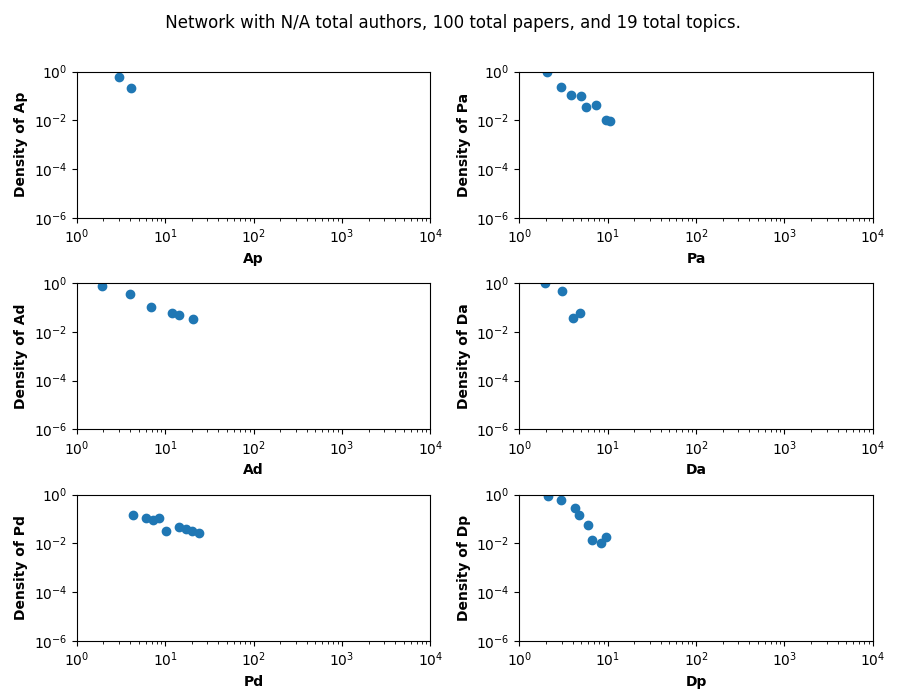 Network with N/A total authors, 100 total papers, and 19 total topics.
Density of Ap
10^0
10^-2
10^-4
10^-6
10^0 10^1 10^2 10^3 10^4
Ap
Density of Pa
10^0
10^-2
10^-4
10^-6
10^0 10^1 10^2 10^3 10^4
Pa
Density of Ad
10^0
10^-2
10^-4
10^-6
10^0 10^1 10^2 10^3 10^4
Ad
Density of Da
10^0
10^-2
10^-4
10^-6
10^0 10^1 10^2 10^3 10^4
Da
Density of Pd
10^0
10^-2
10^-4
10^-6
10^0 10^1 10^2 10^3 10^4
Pd
Density of Dp
10^0
10^-2
10^-4
10^-6
10^0 10^1 10^2 10^3 10^4
Dp